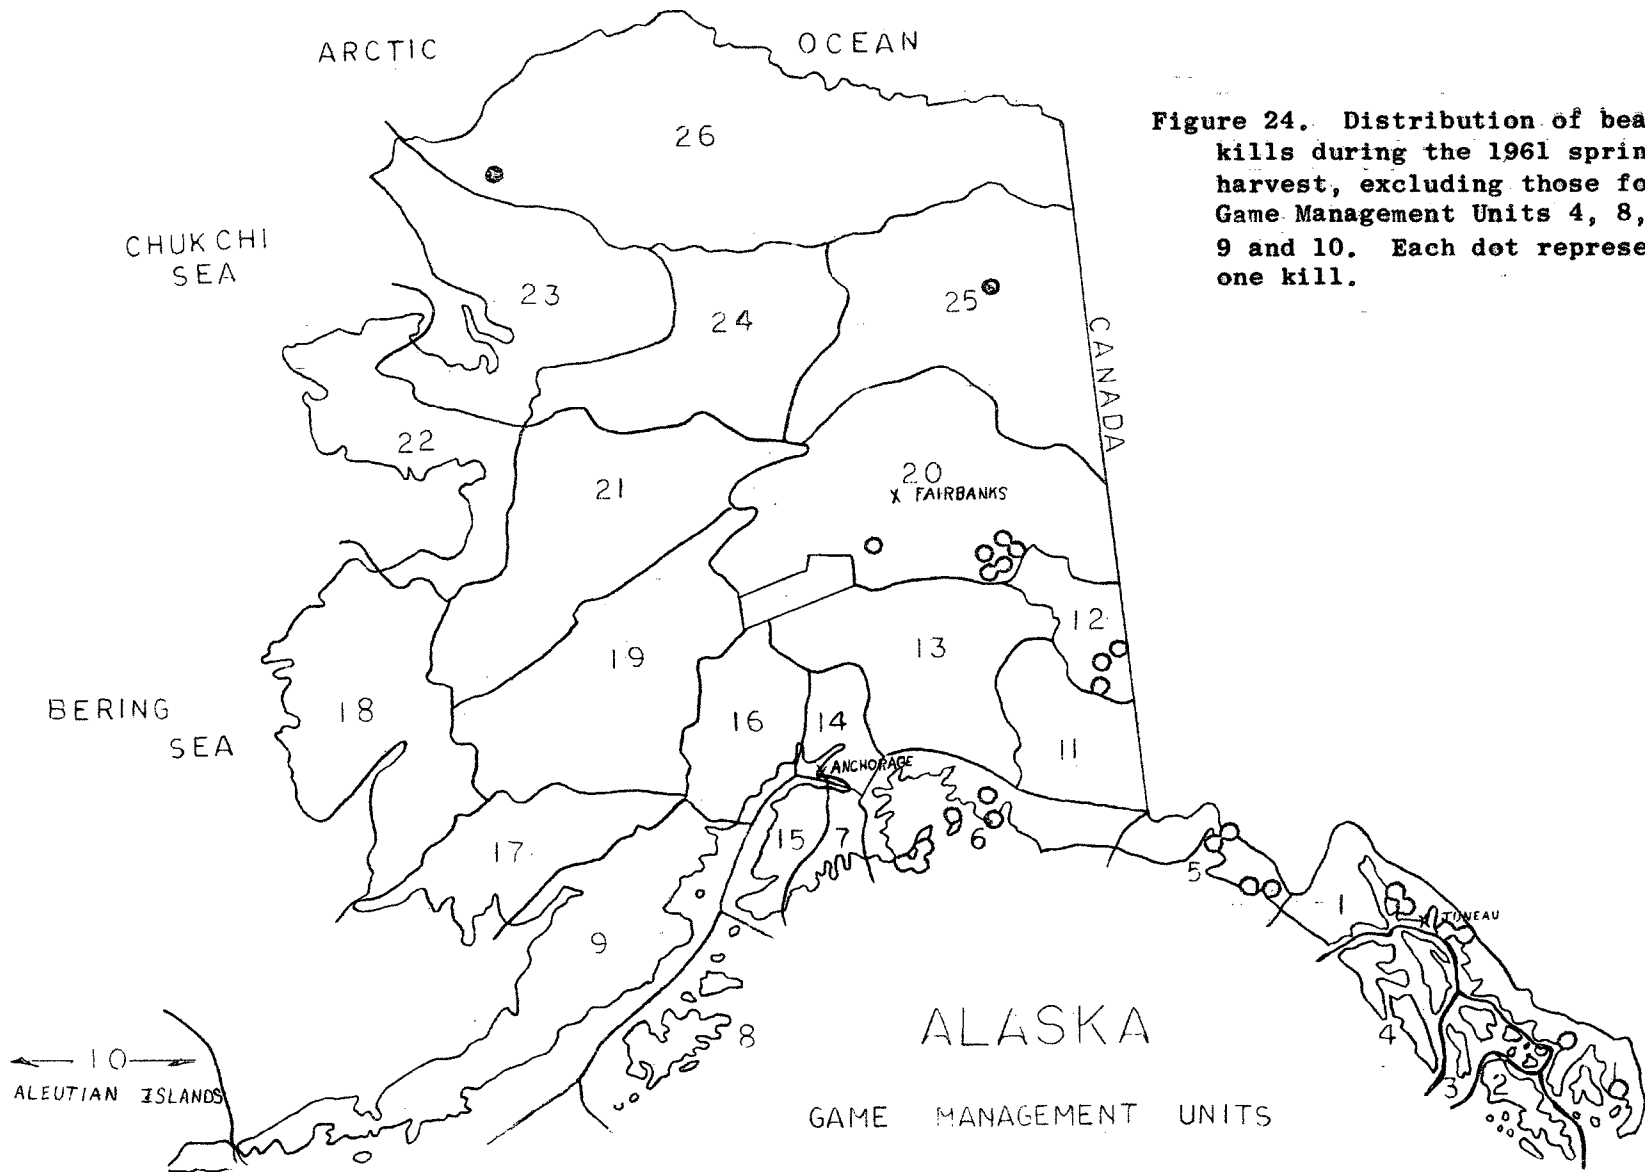 ARCTIC OCEAN
Figure 24. Distribution of bea
kills during the 1961 sprin
harvest, excluding those fo
Game Management Units 4, 8,
9 and 10. Each dot represe
one kill.
26
CHUKCHI
SEA
23
24
25
CANADA
22
21
20
X FAIRBANKS
12
19
13
BERING
SEA
18
16
14
11
X ANCHORAGE
17
15
7
6
5
1
X JUNEAU
9
8
4
ALASKA
10
ALEUTIAN ISLANDS
3
2
GAME MANAGEMENT UNITS